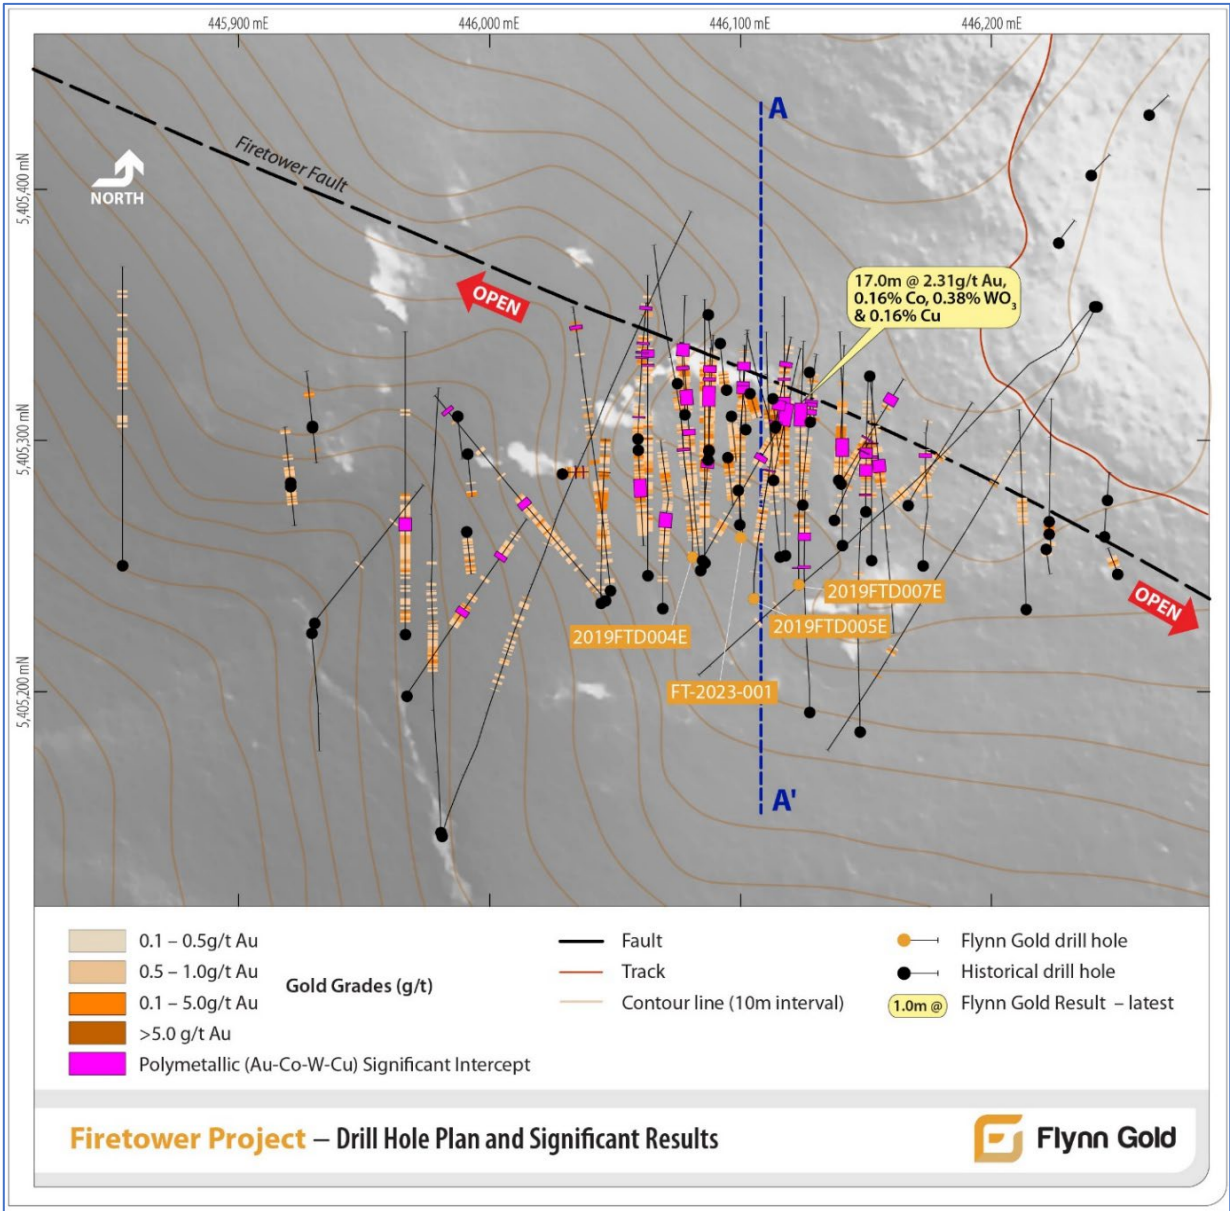 445,900 mE
446,000 mE
446,100 mE
446,200 mE
A
Firetower Fault
5,405,400 mN
NORTH
17.0m @ 2.31g/t Au,
0.16% Co, 0.38% WO₃
& 0.16% Cu
OPEN
5,405,300 mN
2019FTD007E
OPEN
2019FTD005E
2019FTD004E
FT-2023-001
5,405,200 mN
A'
0.1 – 0.5g/t Au
0.5 – 1.0g/t Au
0.1 – 5.0g/t Au
>5.0 g/t Au
Polymetallic (Au-Co-W-Cu) Significant Intercept
Gold Grades (g/t)
Fault
Track
Contour line (10m interval)
Flynn Gold drill hole
Historical drill hole
1.0m @ Flynn Gold Result – latest
Firetower Project – Drill Hole Plan and Significant Results
Flynn Gold